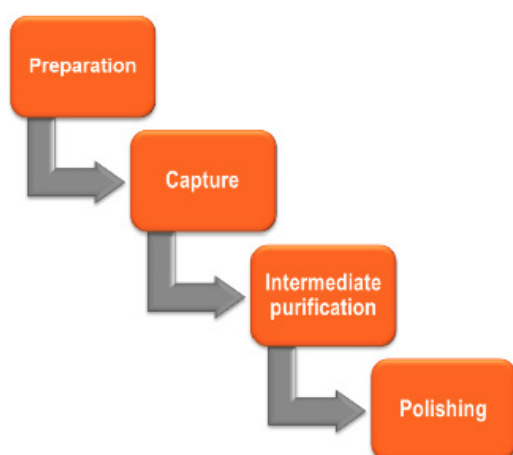 Preparation
Capture
Intermediate
purification
Polishing